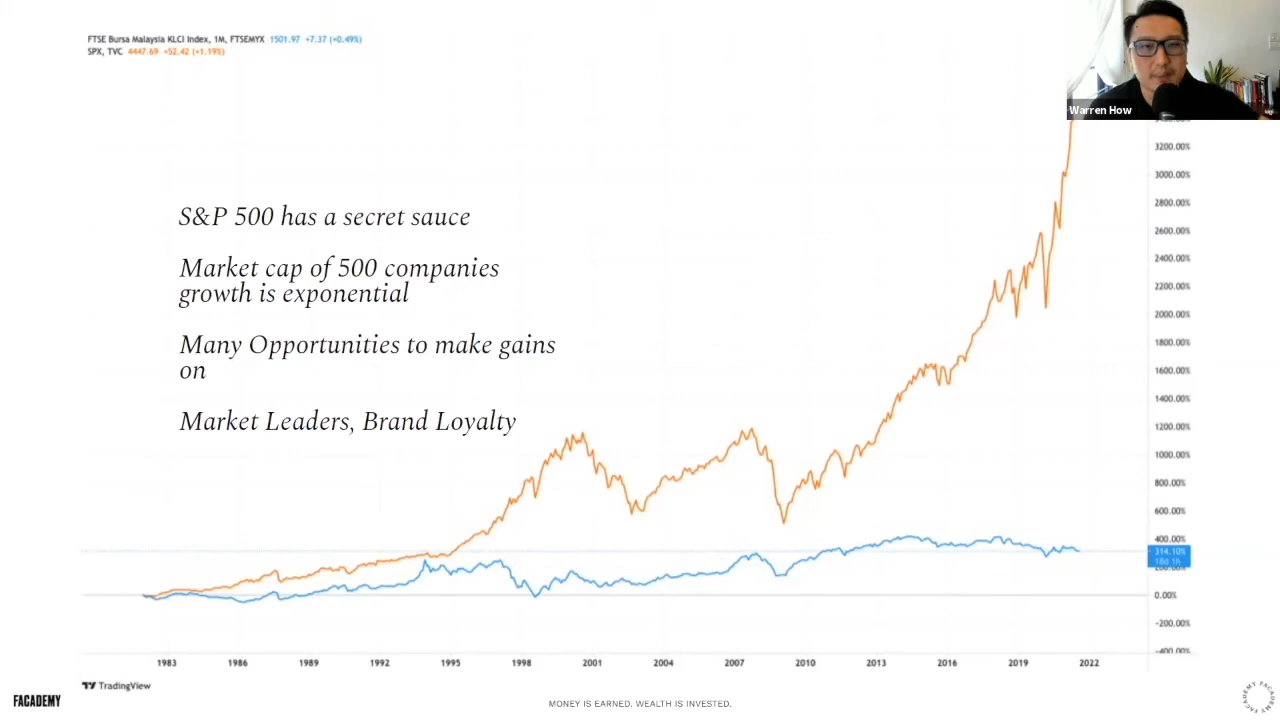 FTSE Bursa Malaysia KLCI Index, 1M, FTSEMYX 1501.97 +7.37 (+0.49%)
SPX, TVC 4447.69 +52.42 (+1.19%)
Warren How
S&P 500 has a secret sauce
Market cap of 500 companies
growth is exponential
Many Opportunities to make gains
on
Market Leaders, Brand Loyalty
3200.00%
3000.00%
2800.00%
2600.00%
2400.00%
2200.00%
2000.00%
1800.00%
1600.00%
1400.00%
1200.00%
1000.00%
800.00%
600.00%
400.00%
314.10%
16d 1h
0.00%
-200.00%
-400.00%
1983 1986 1989 1992 1995 1998 2001 2004 2007 2010 2013 2016 2019 2022
TradingView
FACADEMY
MONEY IS EARNED. WEALTH IS INVESTED.
FACADEMY FACADEMY